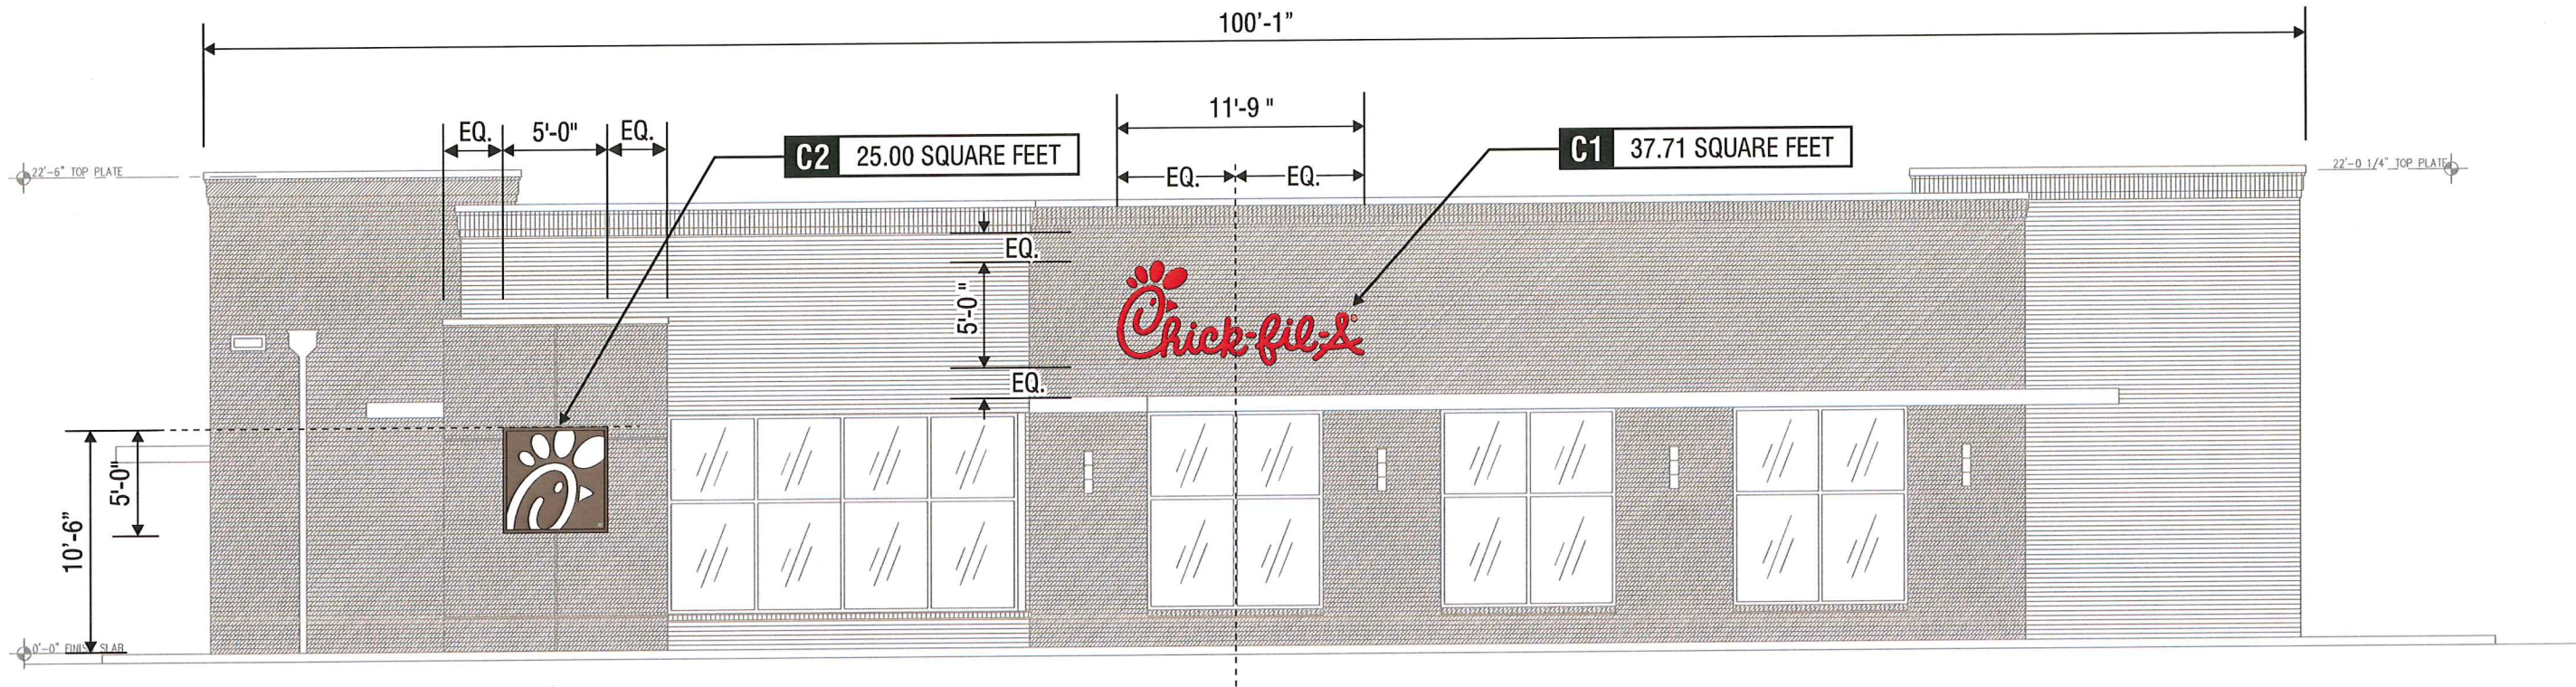 100'-1"
11'-9 "
EQ. 5'-0" EQ.
C2 25.00 SQUARE FEET
C1 37.71 SQUARE FEET
22'-6" TOP PLATE
EQ. EQ.
22'-0 1/4" TOP PLATE
EQ.
5'-0 "
Chick-fil-A®
EQ.
5'-0"
10'-6"
0'-0" FINISH SLAB